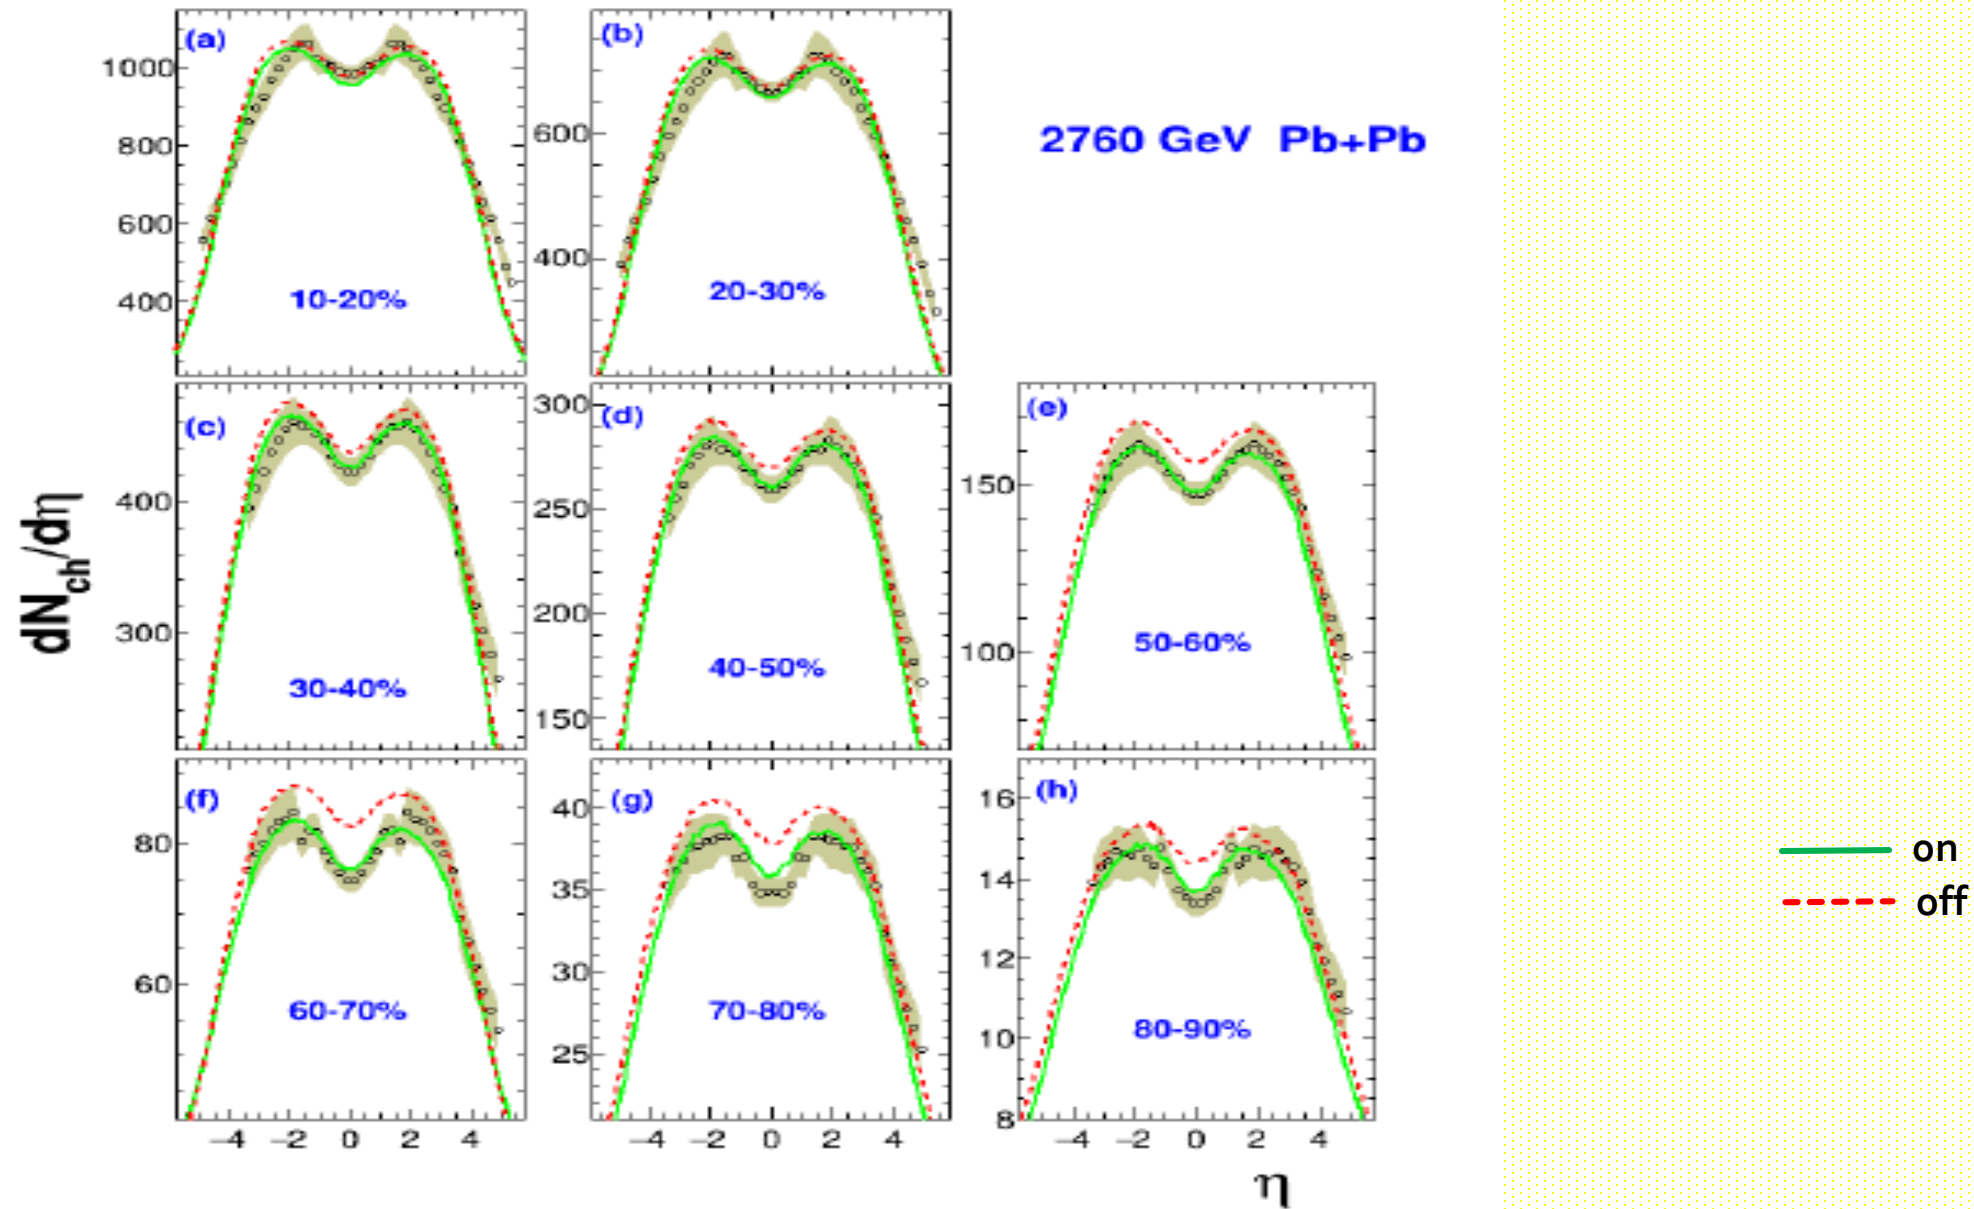 (a)
1000
800
600
400
10-20%
(b)
600
400
20-30%
2760 GeV Pb+Pb
dN_ch/dη
(c)
400
300
30-40%
(d)
300
250
200
150
40-50%
(e)
150
100
50-60%
(f)
80
60
60-70%
−4 −2 0 2 4
(g)
40
35
30
25
70-80%
−4 −2 0 2 4
(h)
16
14
12
10
8
80-90%
−4 −2 0 2 4
η
on
off